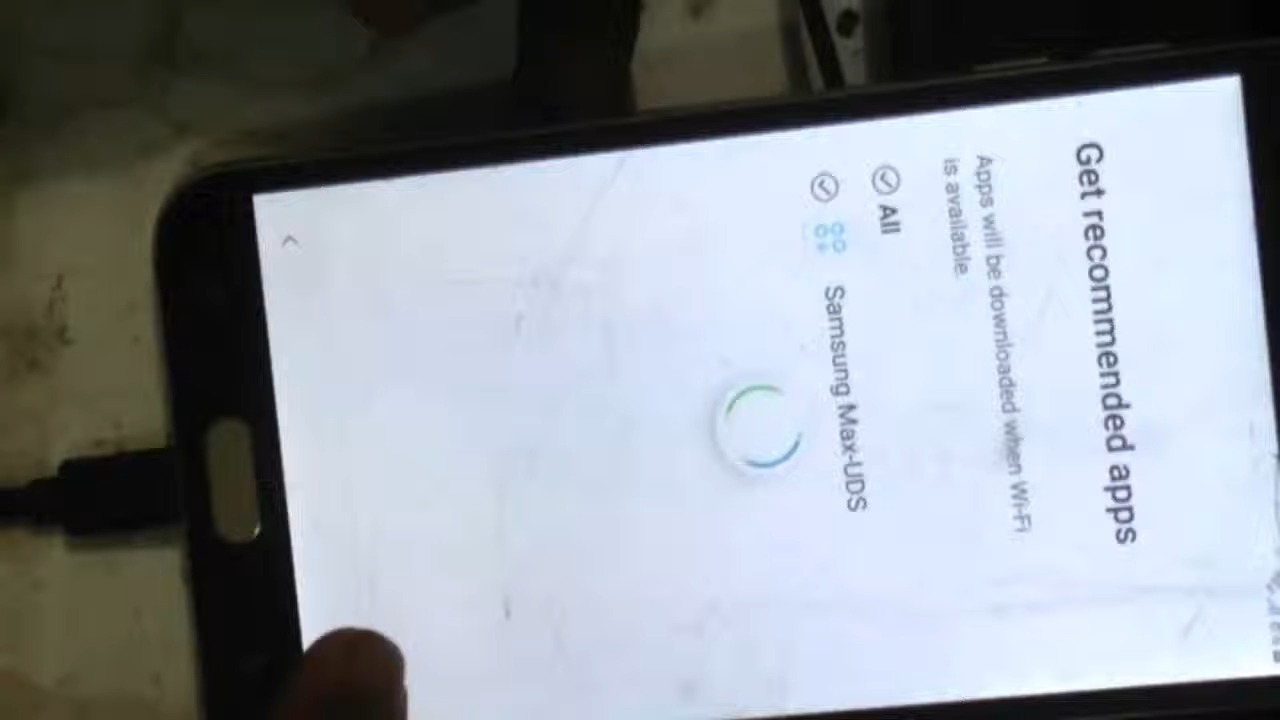 Get recommended apps
Apps will be downloaded when Wi-Fi
is available.
All
Samsung Max-UDS